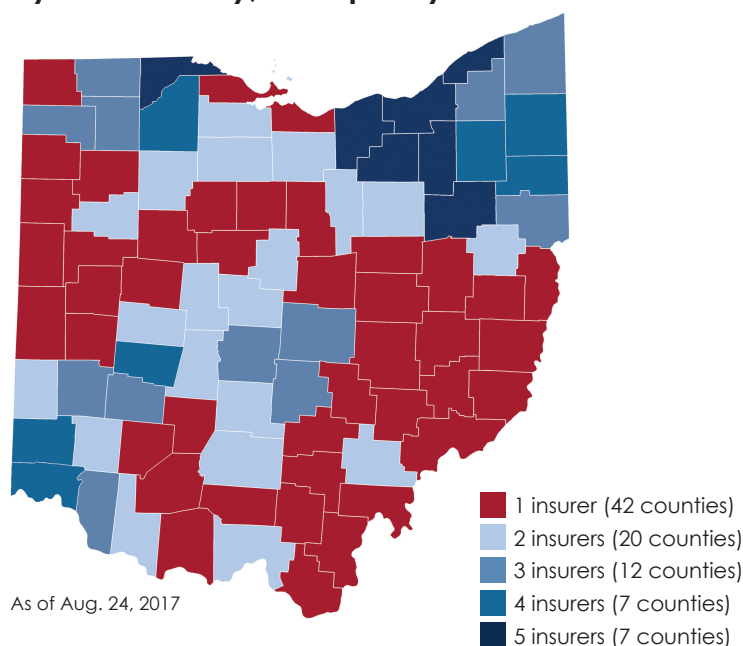 1 insurer (42 counties)
2 insurers (20 counties)
3 insurers (12 counties)
4 insurers (7 counties)
5 insurers (7 counties)
As of Aug. 24, 2017